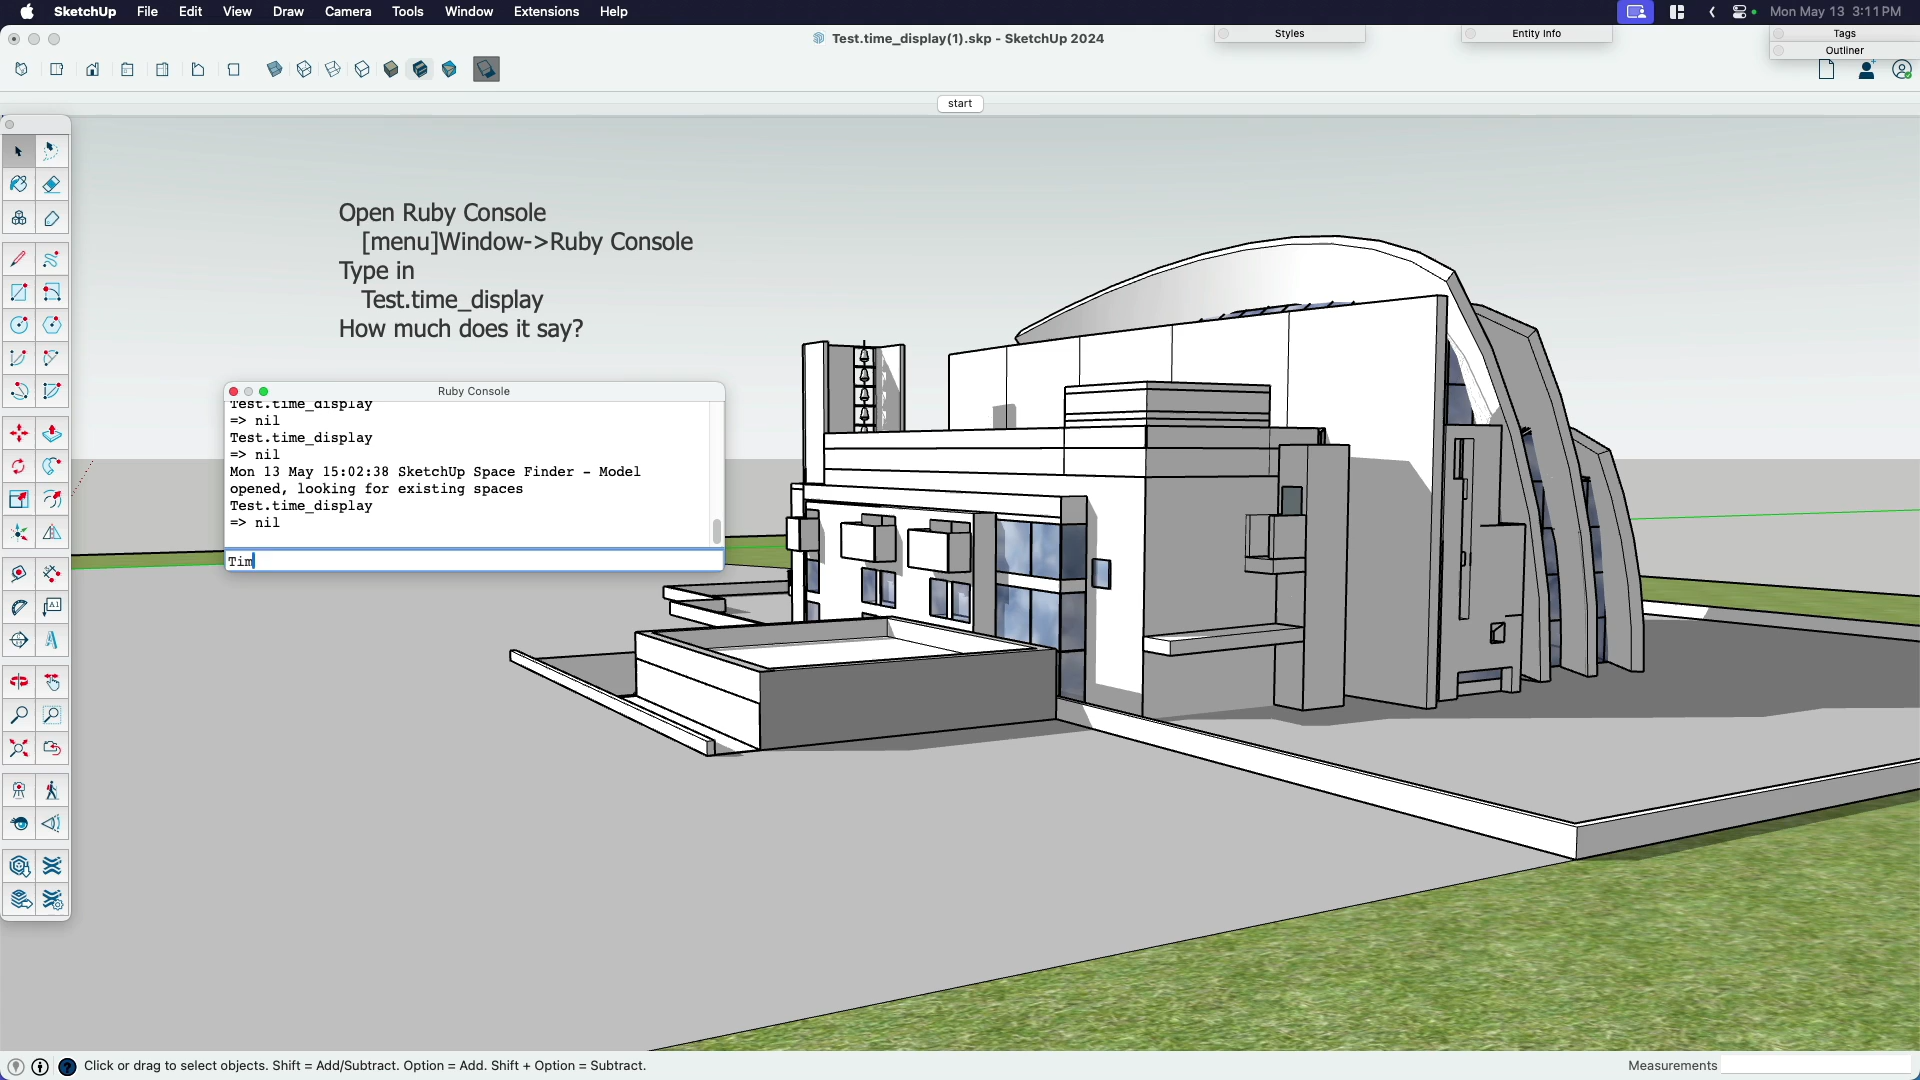 SketchUp File Edit View Draw Camera Tools Window Extensions Help
Mon May 13 3:11 PM
Test.time_display(1).skp - SketchUp 2024
Styles
Entity Info
Tags
Outliner
start
Open Ruby Console
[menu]Window->Ruby Console
Type in
Test.time_display
How much does it say?
Ruby Console
Test.time_display
=> nil
Test.time_display
=> nil
Mon 13 May 15:02:38 SketchUp Space Finder - Model
opened, looking for existing spaces
Test.time_display
=> nil
Tim
A1
Click or drag to select objects. Shift = Add/Subtract. Option = Add. Shift + Option = Subtract.
Measurements